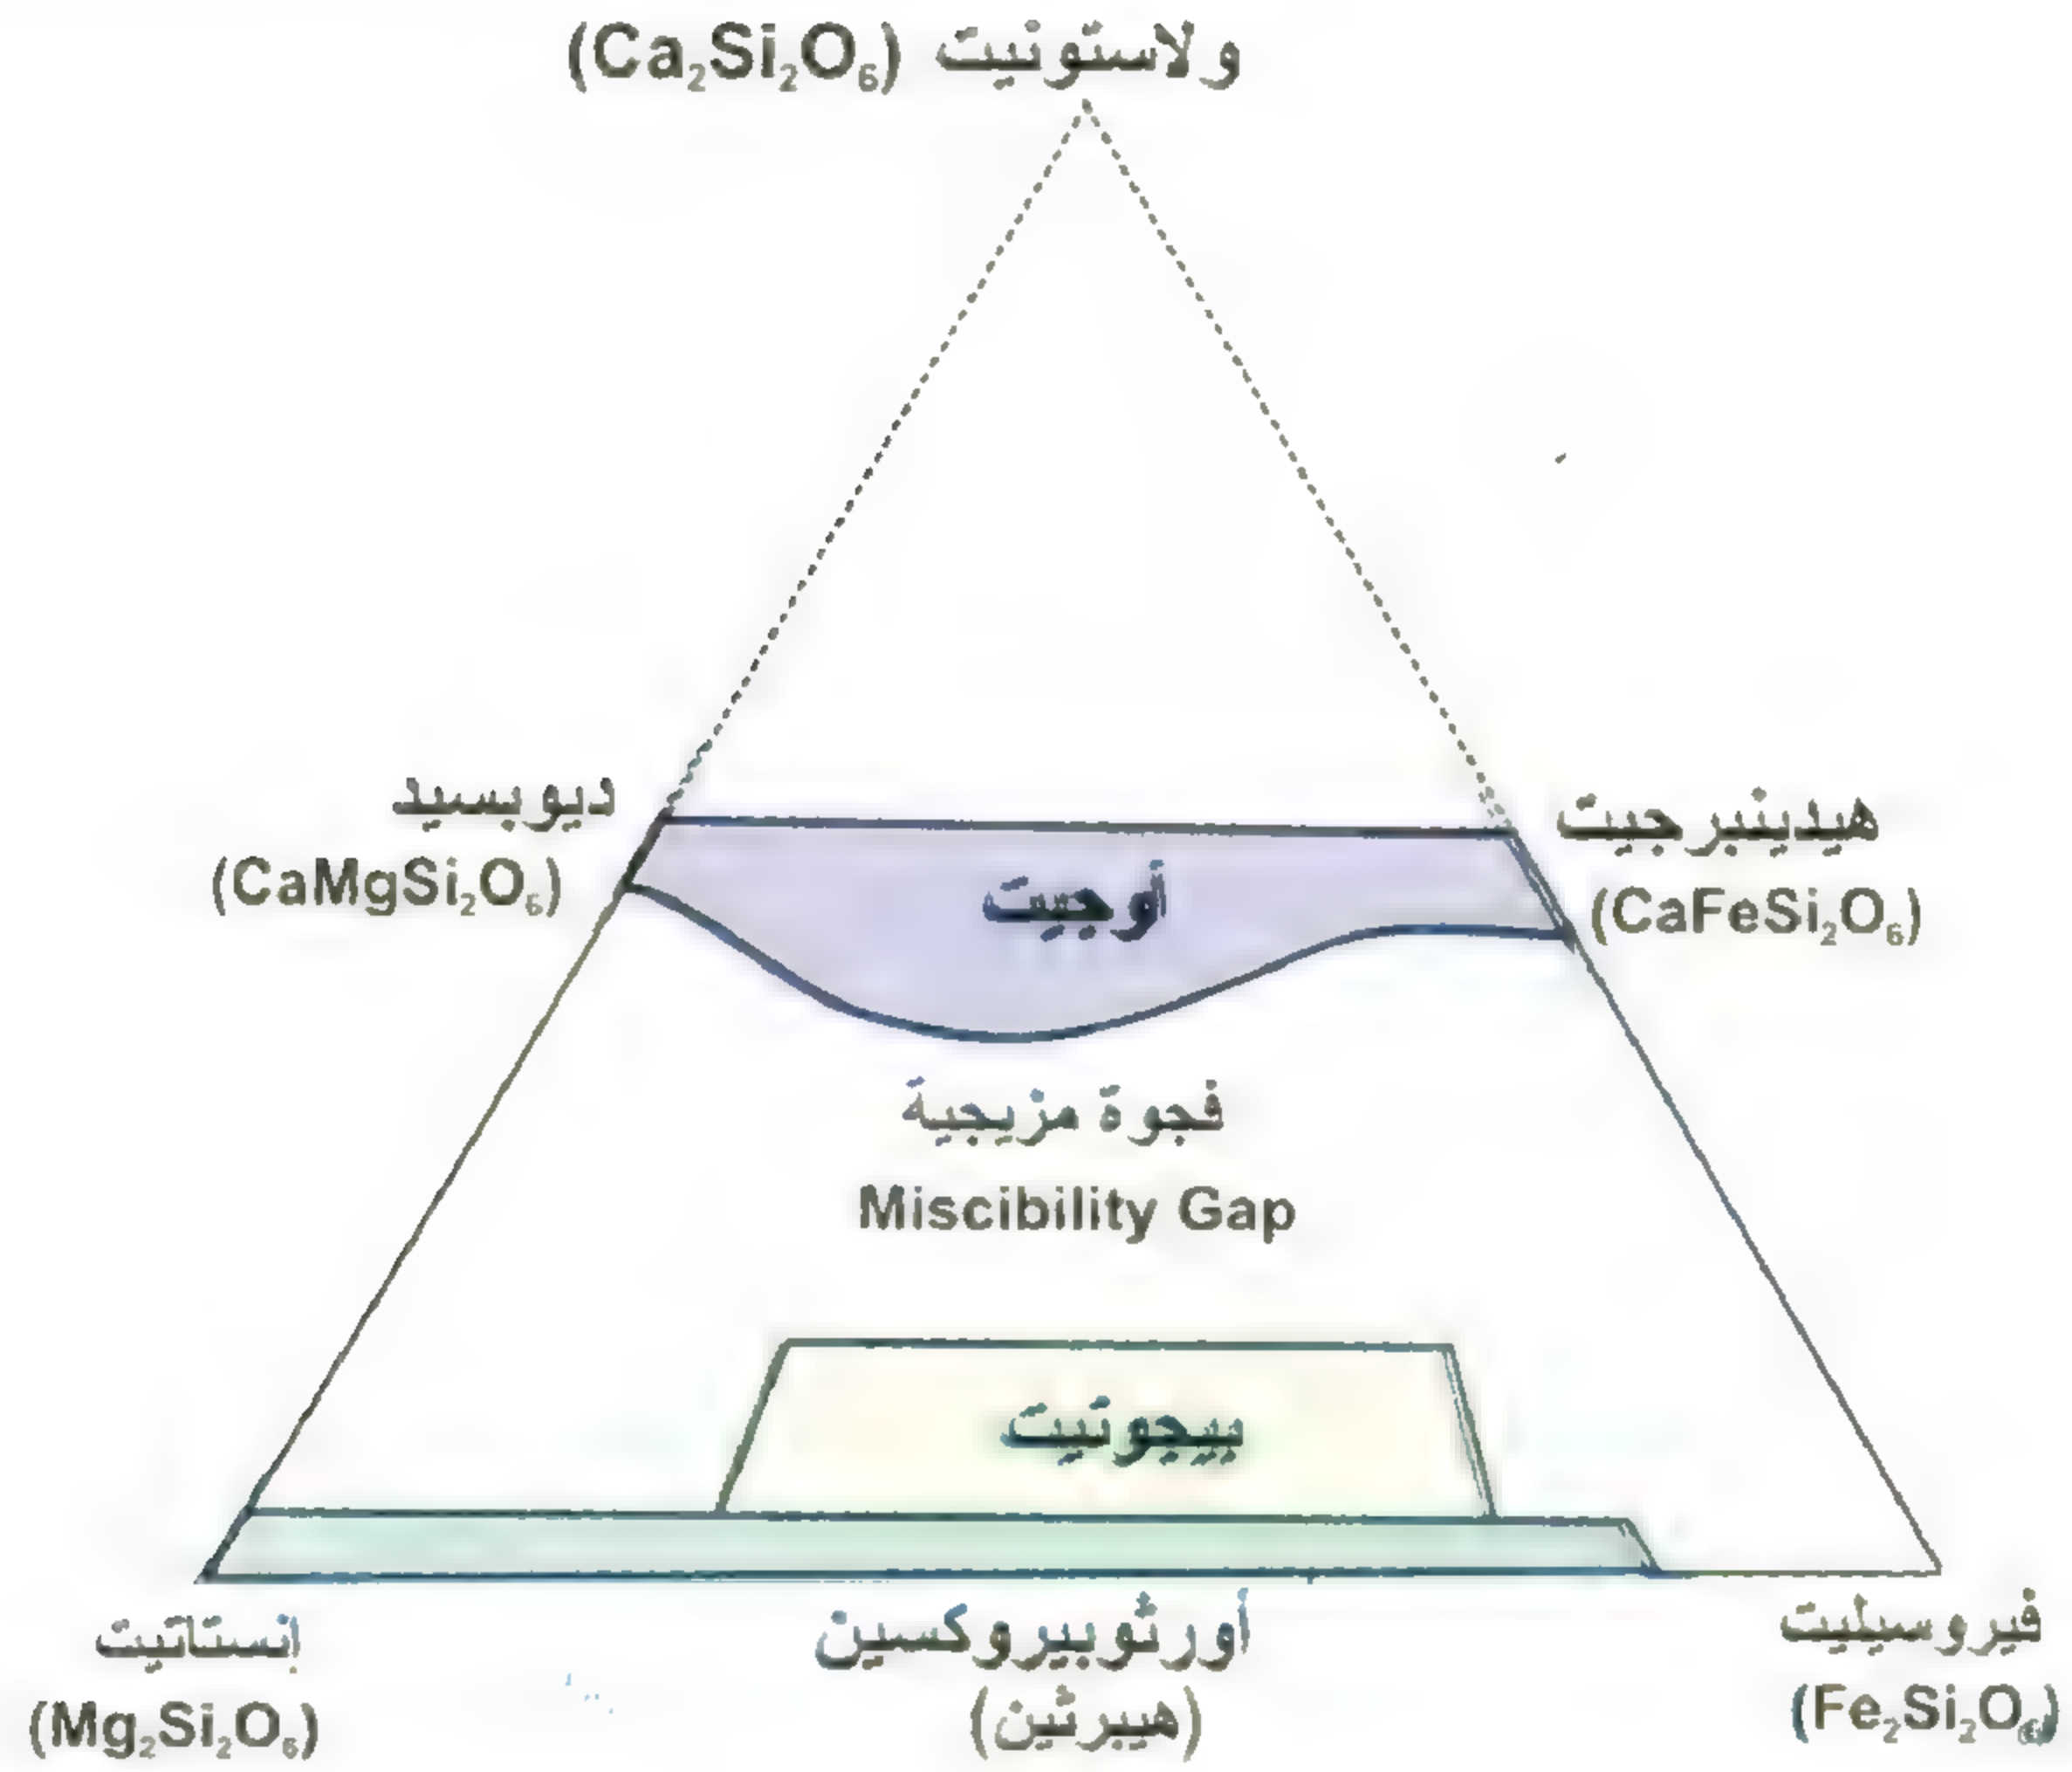 ولاستونيت (Ca₂Si₂O₆)
ديوبسيد
(CaMgSi₂O₆)
هيدينبرجيت
(CaFeSi₂O₆)
أوجيت
فجوة مزيجية
Miscibility Gap
بيجونيت
إنستاتيت
(Mg₂Si₂O₆)
أورثوبيروكسين
(هيبرثين)
فيروسيليت
(Fe₂Si₂O₆)